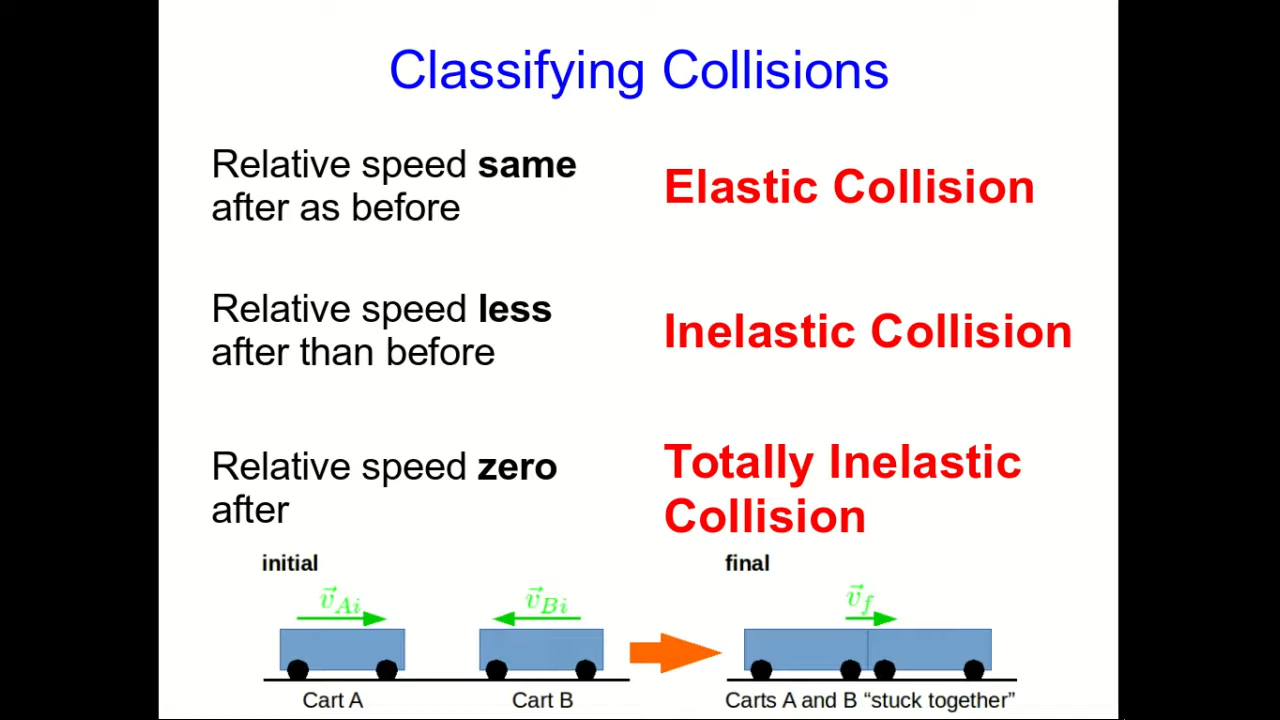 Classifying Collisions
Relative speed same
after as before
Elastic Collision
Relative speed less
after than before
Inelastic Collision
Relative speed zero
after
Totally Inelastic
Collision
initial
final
v⃗Ai
v⃗Bi
v⃗f
Cart A
Cart B
Carts A and B “stuck together”